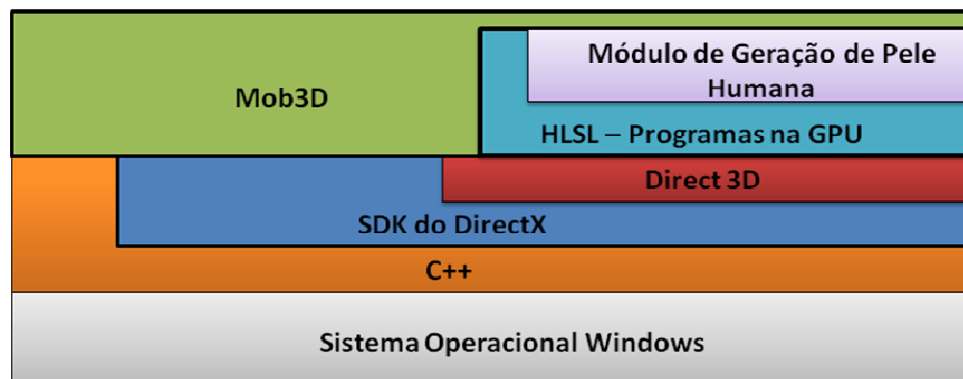 Módulo de Geração de Pele
Humana
Mob3D
HLSL – Programas na GPU
Direct 3D
SDK do DirectX
C++
Sistema Operacional Windows